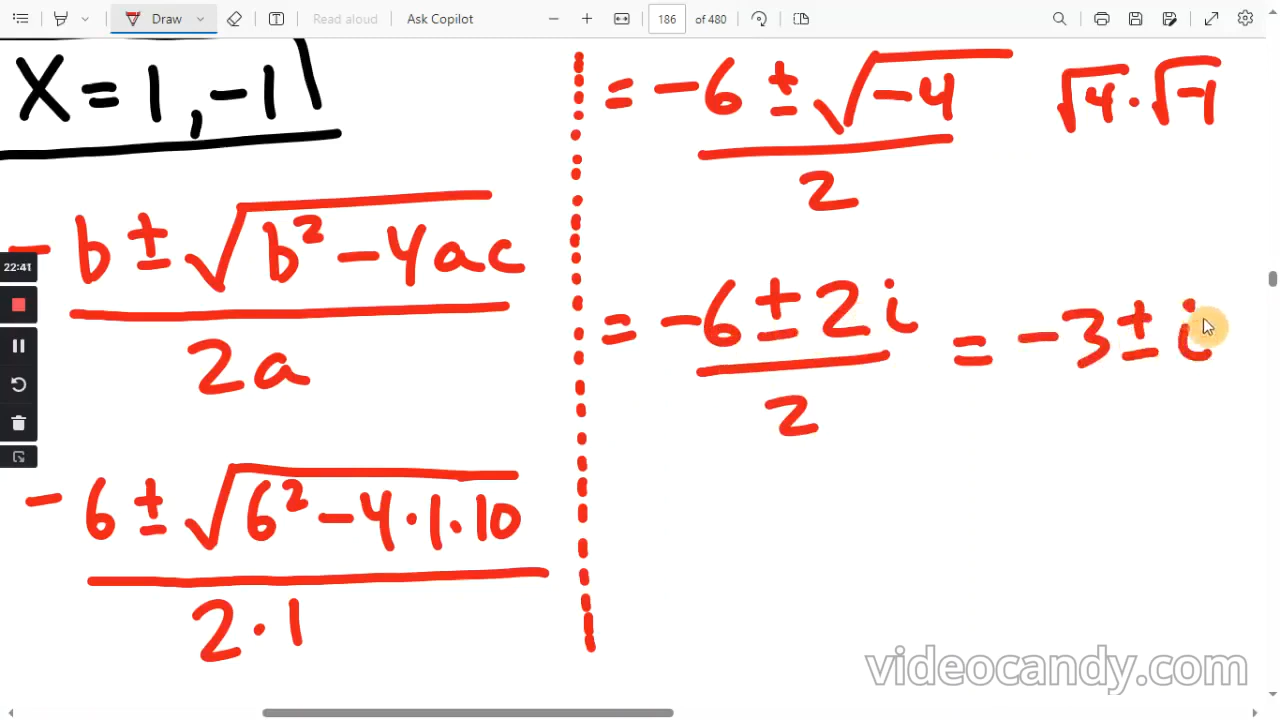 Draw
Read aloud
Ask Copilot
186 of 480
X = 1, -1
- b ± √b² - 4ac
2a
- 6 ± √6² - 4·1·10
2·1
= -6 ± √-4
2
√4 · √-1
= -6 ± 2i
2
= -3 ± i
22:41
videocandy.com